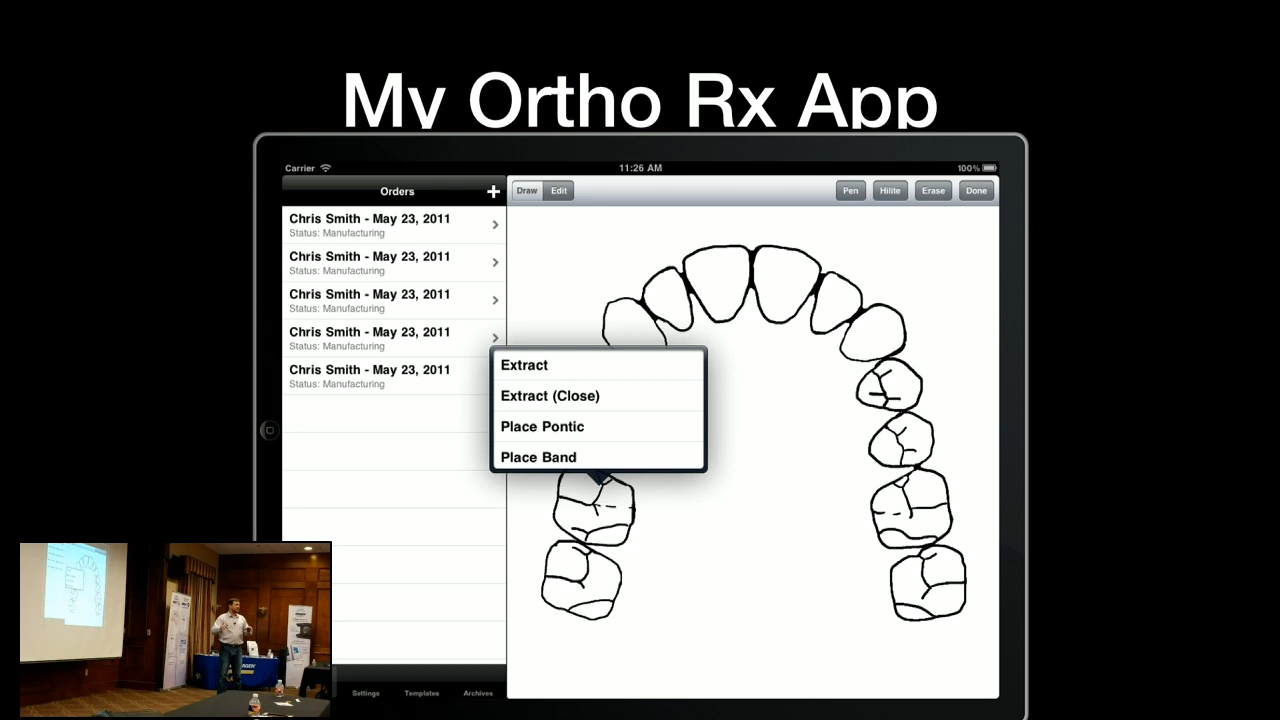 My Ortho Rx App
Carrier 11:26 AM 100%
Orders + Draw Edit Pen Hilite Erase Done
Chris Smith - May 23, 2011
Status: Manufacturing
Chris Smith - May 23, 2011
Status: Manufacturing
Chris Smith - May 23, 2011
Status: Manufacturing
Chris Smith - May 23, 2011
Status: Manufacturing
Chris Smith - May 23, 2011
Status: Manufacturing
Extract
Extract (Close)
Place Pontic
Place Band
Settings Templates Archives